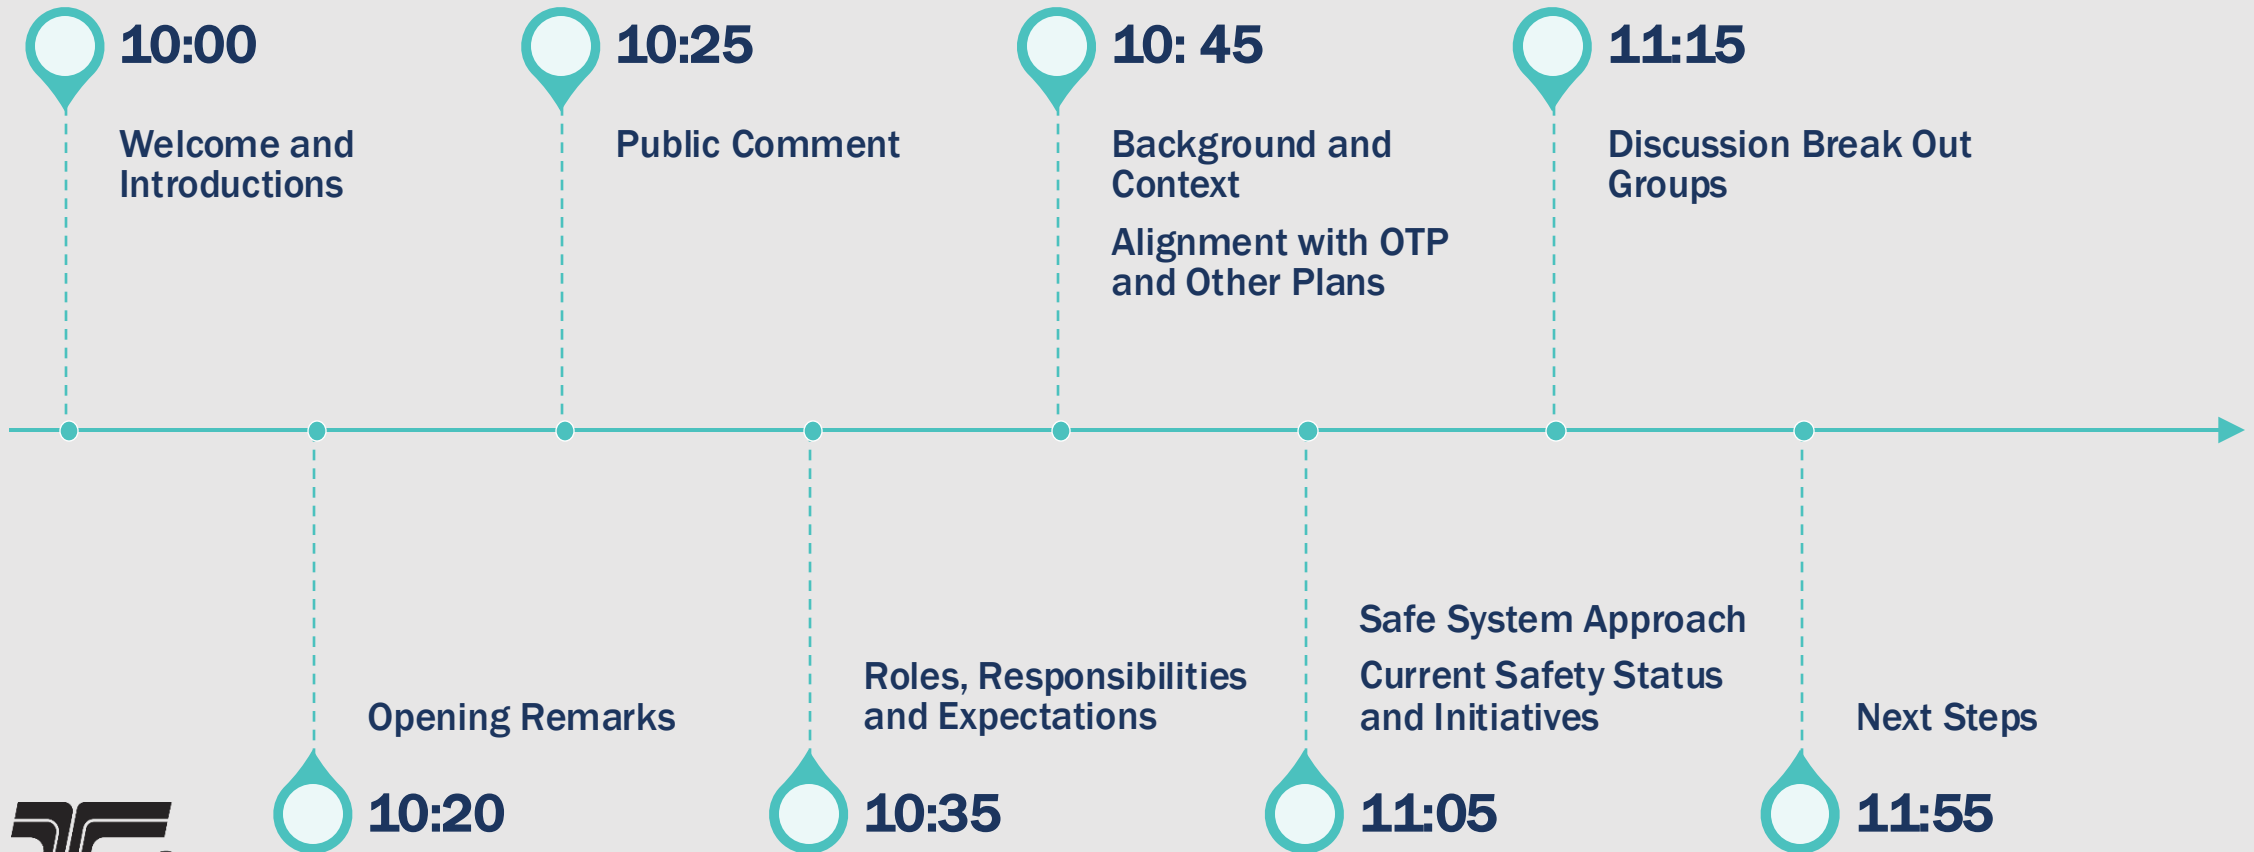 10:00
Welcome and
Introductions
10:20
Opening Remarks
10:25
Public Comment
10:35
Roles, Responsibilities
and Expectations
10: 45
Background and
Context
Alignment with OTP
and Other Plans
11:05
Safe System Approach
Current Safety Status
and Initiatives
11:15
Discussion Break Out
Groups
11:55
Next Steps